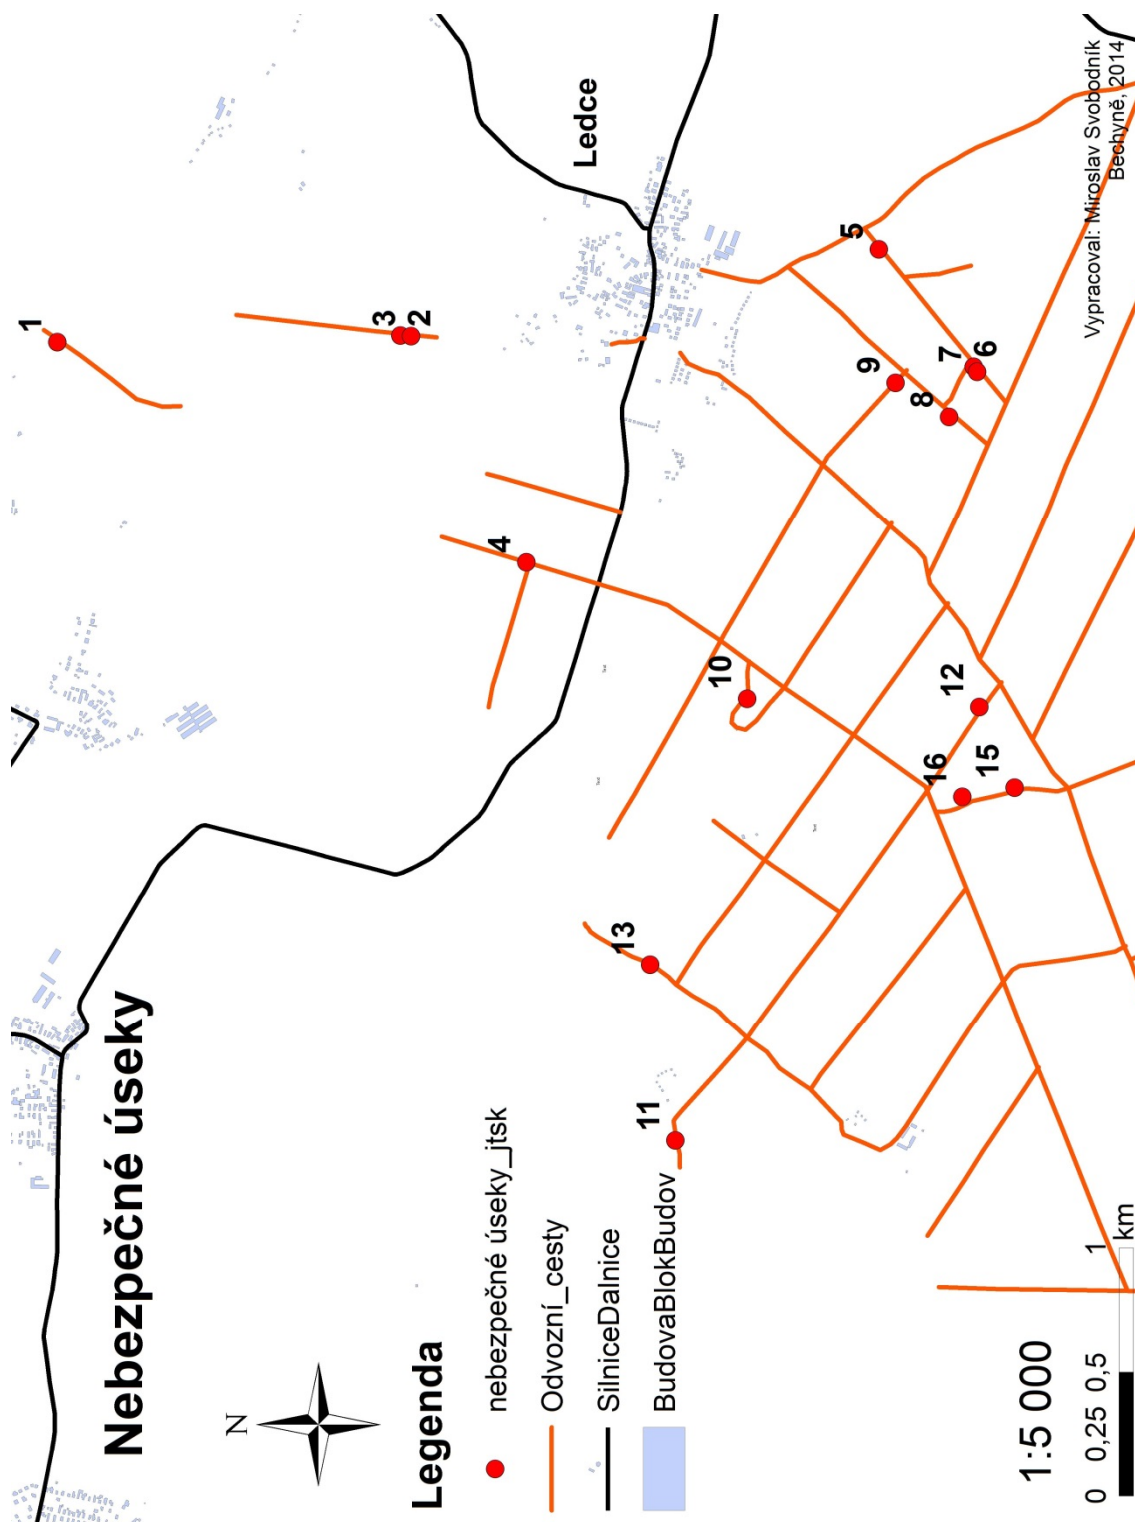 Nebezpečné úseky
N
Legenda
nebezpečné úseky_jtsk
Odvozní_cesty
SilniceDalnice
BudovaBlokBudov
1:5 000
0 0,25 0,5 1
km
Ledce
1
3
2
4
5
7
6
9
8
10
12
16
15
13
11
Vypracoval: Miroslav Svobodník
Bechyně, 2014